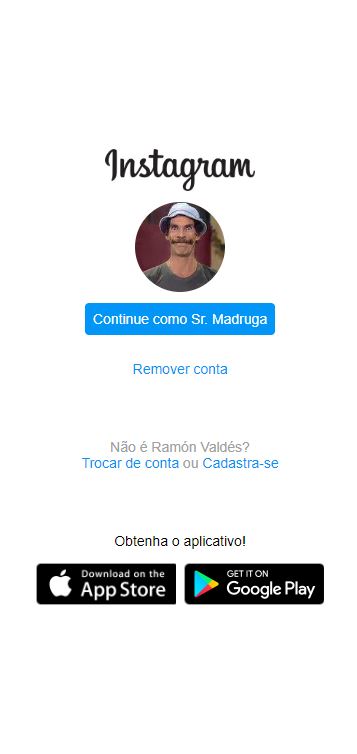 Instagram
Continue como Sr. Madruga
Remover conta
Não é Ramón Valdés?
Trocar de conta ou Cadastra-se
Obtenha o aplicativo!
Download on the
App Store
GET IT ON
Google Play